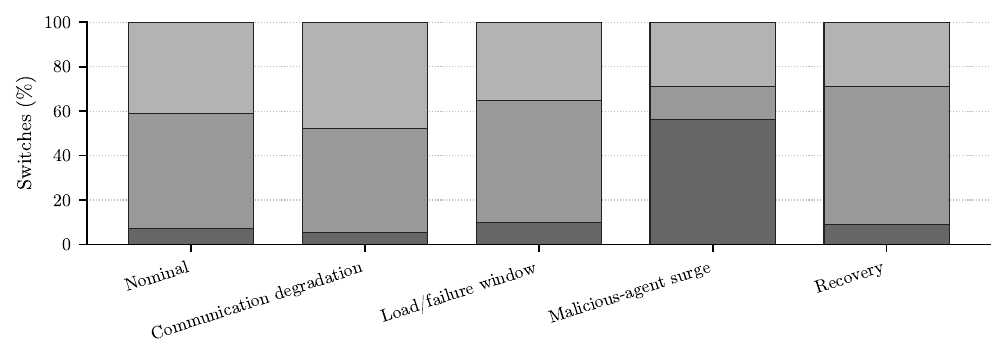 Switches (%)
100
80
60
40
20
0
Nominal
Communication degradation
Load/failure window
Malicious-agent surge
Recovery